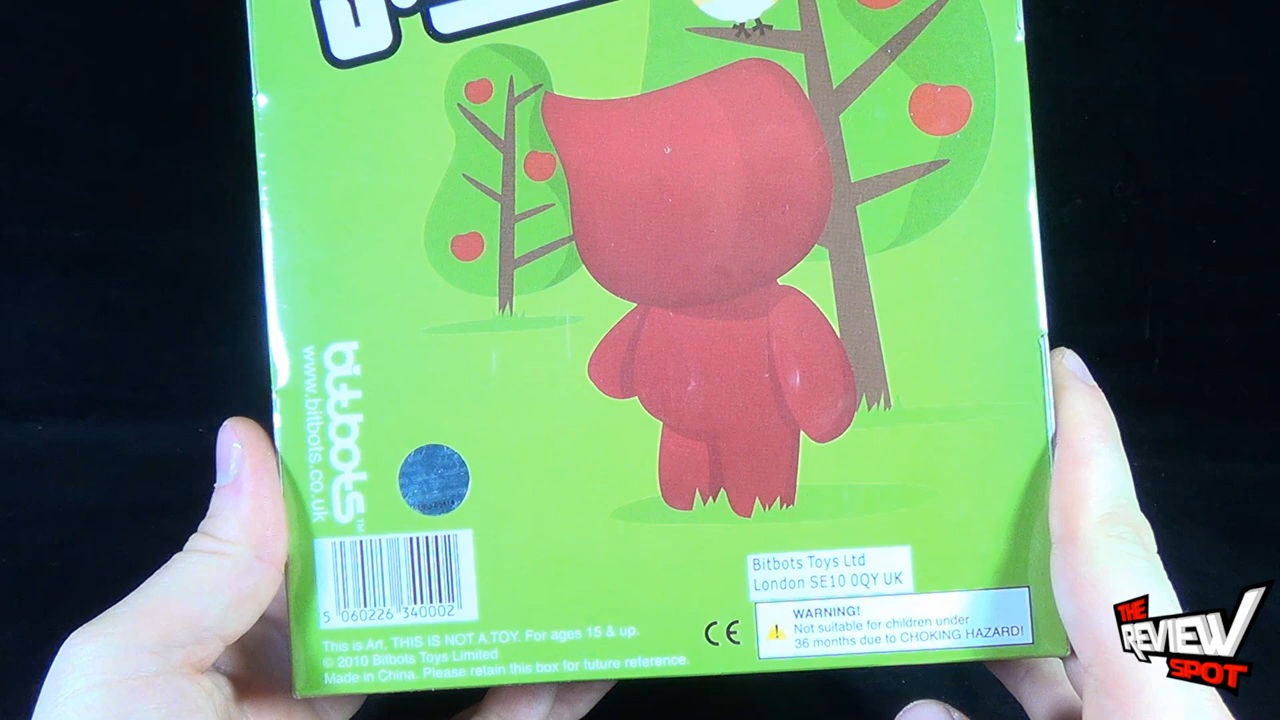 bitbots™
www.bitbots.co.uk
5 060226 340002
This is Art. THIS IS NOT A TOY. For ages 15 & up.
© 2010 Bitbots Toys Limited
Made in China. Please retain this box for future reference.
Bitbots Toys Ltd
London SE10 0QY UK
CE
WARNING!
Not suitable for children under
36 months due to CHOKING HAZARD!
THE
REVIEW
SPOT